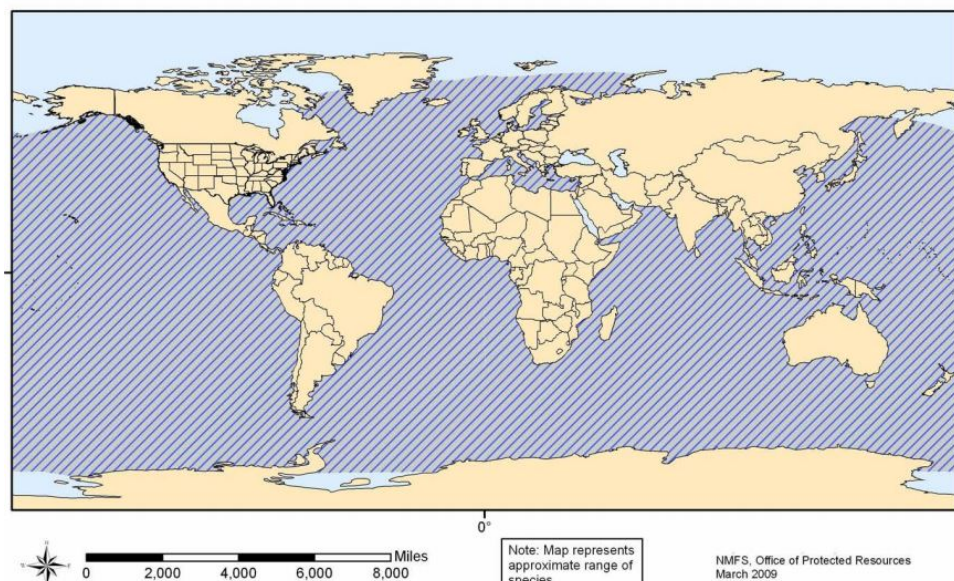 0°
Miles
0 2,000 4,000 6,000 8,000
Note: Map represents
approximate range of
species
NMFS, Office of Protected Resources
March 2009